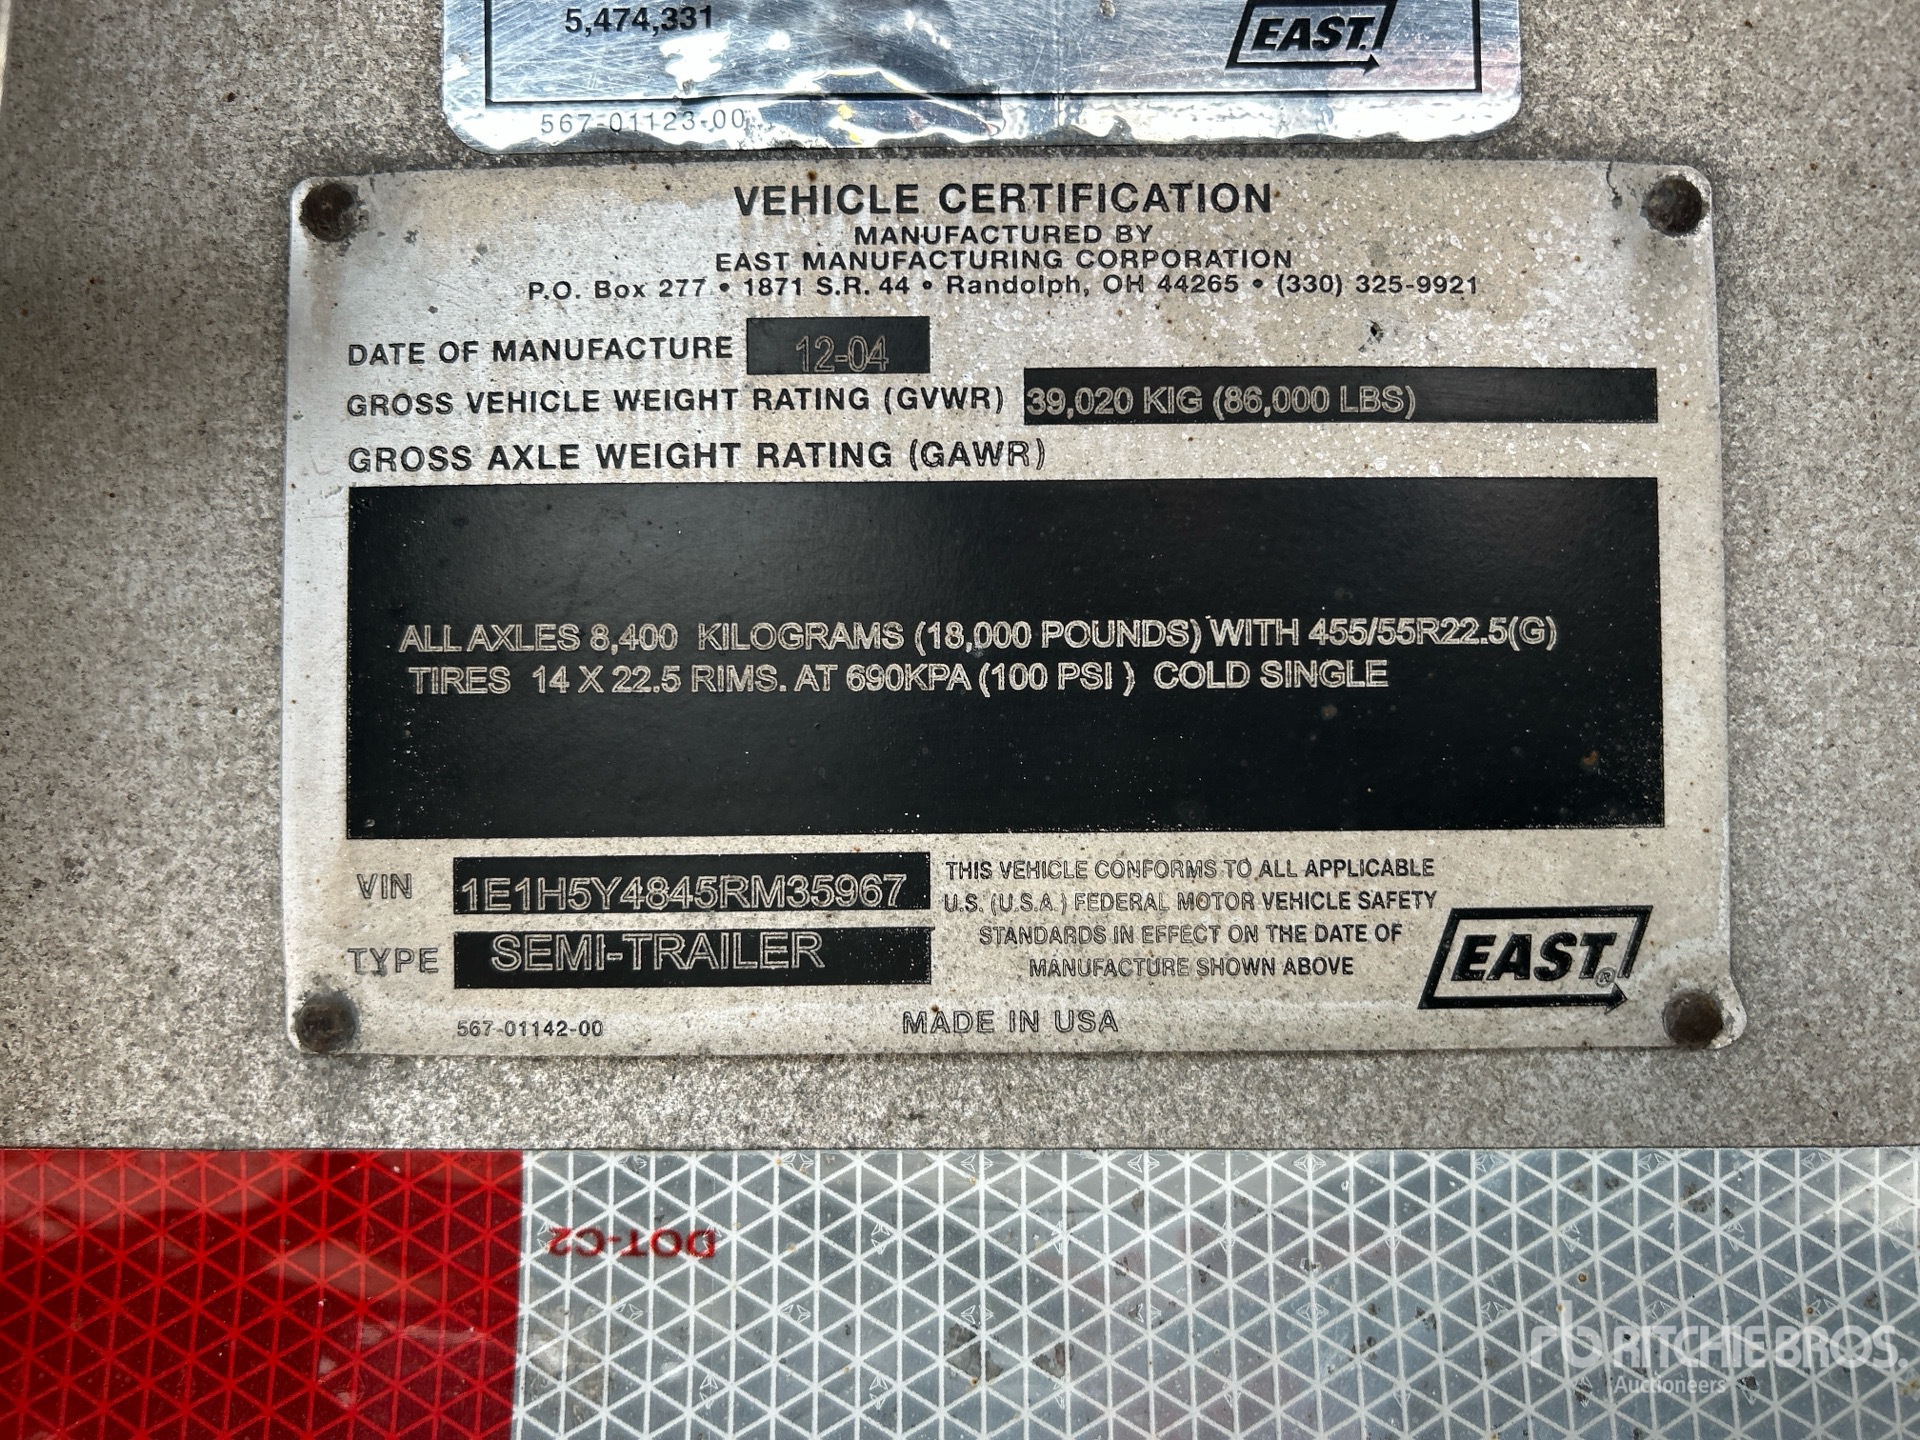 5,474,331
EAST
567-01123-00
VEHICLE CERTIFICATION
MANUFACTURED BY
EAST MANUFACTURING CORPORATION
P.O. Box 277 • 1871 S.R. 44 • Randolph, OH 44265 • (330) 325-9921
DATE OF MANUFACTURE 12-04
GROSS VEHICLE WEIGHT RATING (GVWR) 39,020 KIG (86,000 LBS)
GROSS AXLE WEIGHT RATING (GAWR)
ALL AXLES 8,400 KILOGRAMS (18,000 POUNDS) WITH 455/55R22.5(G)
TIRES 14 X 22.5 RIMS. AT 690KPA (100 PSI ) COLD SINGLE
VIN 1E1H5Y4845RM35967
TYPE SEMI-TRAILER
THIS VEHICLE CONFORMS TO ALL APPLICABLE
U.S. (U.S.A.) FEDERAL MOTOR VEHICLE SAFETY
STANDARDS IN EFFECT ON THE DATE OF
MANUFACTURE SHOWN ABOVE
EAST®
567-01142-00
MADE IN USA
DOT-C2
rb RITCHIE BROS.
Auctioneers